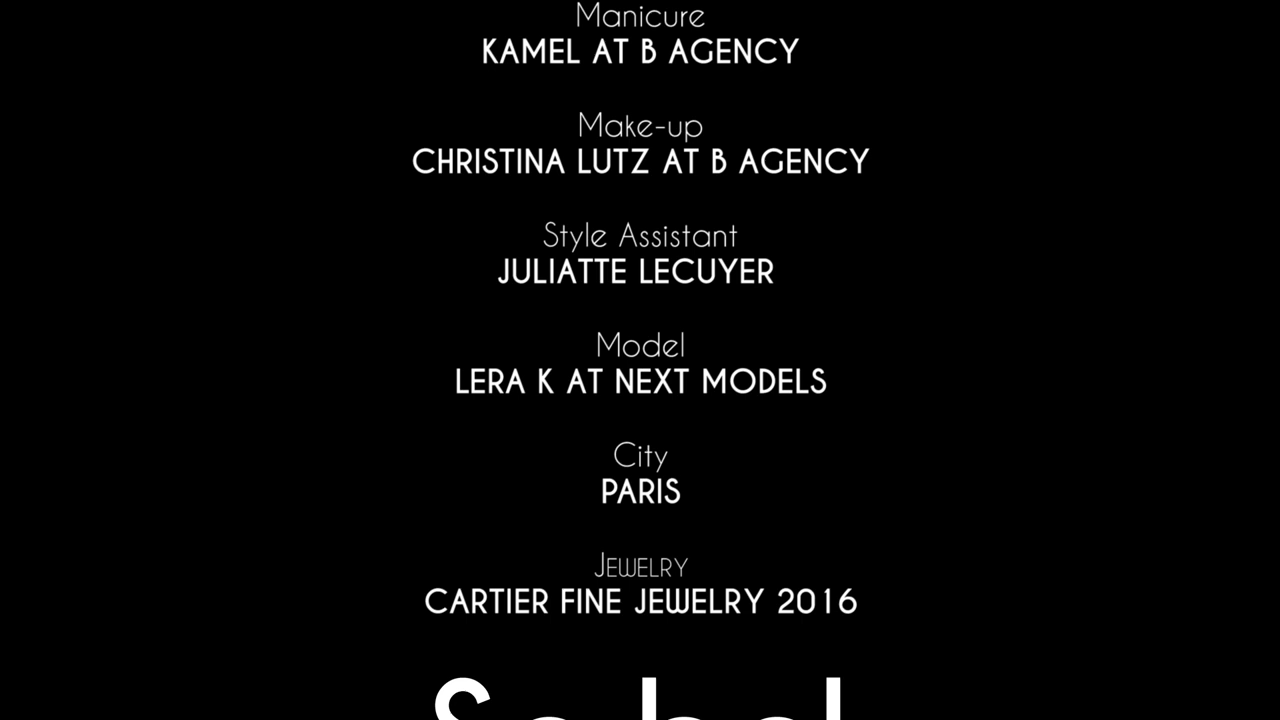 Manicure
KAMEL AT B AGENCY
Make-up
CHRISTINA LUTZ AT B AGENCY
Style Assistant
JULIATTE LECUYER
Model
LERA K AT NEXT MODELS
City
PARIS
JEWELRY
CARTIER FINE JEWELRY 2016